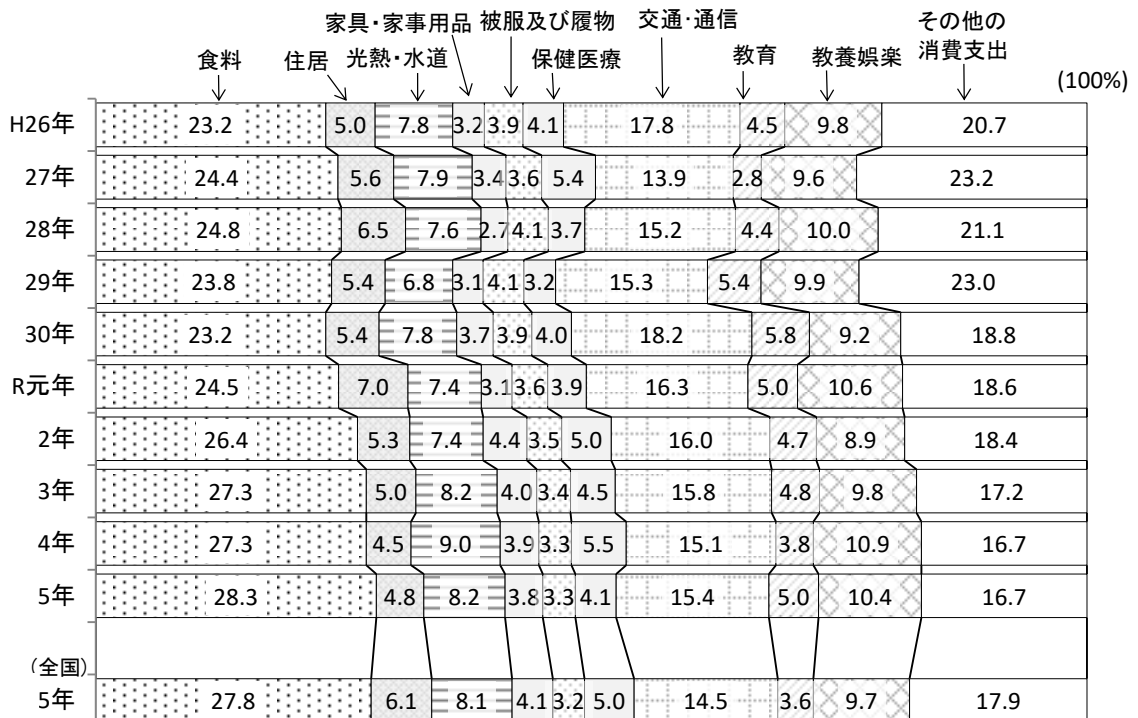 家具・家事用品 被服及び履物 交通・通信 その他の
消費支出
食料 住居 光熱・水道 保健医療 教育 教養娯楽
(100%)
H26年 23.2 5.0 7.8 3.2 3.9 4.1 17.8 4.5 9.8 20.7
27年 24.4 5.6 7.9 3.4 3.6 5.4 13.9 2.8 9.6 23.2
28年 24.8 6.5 7.6 2.7 4.1 3.7 15.2 4.4 10.0 21.1
29年 23.8 5.4 6.8 3.1 4.1 3.2 15.3 5.4 9.9 23.0
30年 23.2 5.4 7.8 3.7 3.9 4.0 18.2 5.8 9.2 18.8
R元年 24.5 7.0 7.4 3.1 3.6 3.9 16.3 5.0 10.6 18.6
2年 26.4 5.3 7.4 4.4 3.5 5.0 16.0 4.7 8.9 18.4
3年 27.3 5.0 8.2 4.0 3.4 4.5 15.8 4.8 9.8 17.2
4年 27.3 4.5 9.0 3.9 3.3 5.5 15.1 3.8 10.9 16.7
5年 28.3 4.8 8.2 3.8 3.3 4.1 15.4 5.0 10.4 16.7
(全国)
5年 27.8 6.1 8.1 4.1 3.2 5.0 14.5 3.6 9.7 17.9